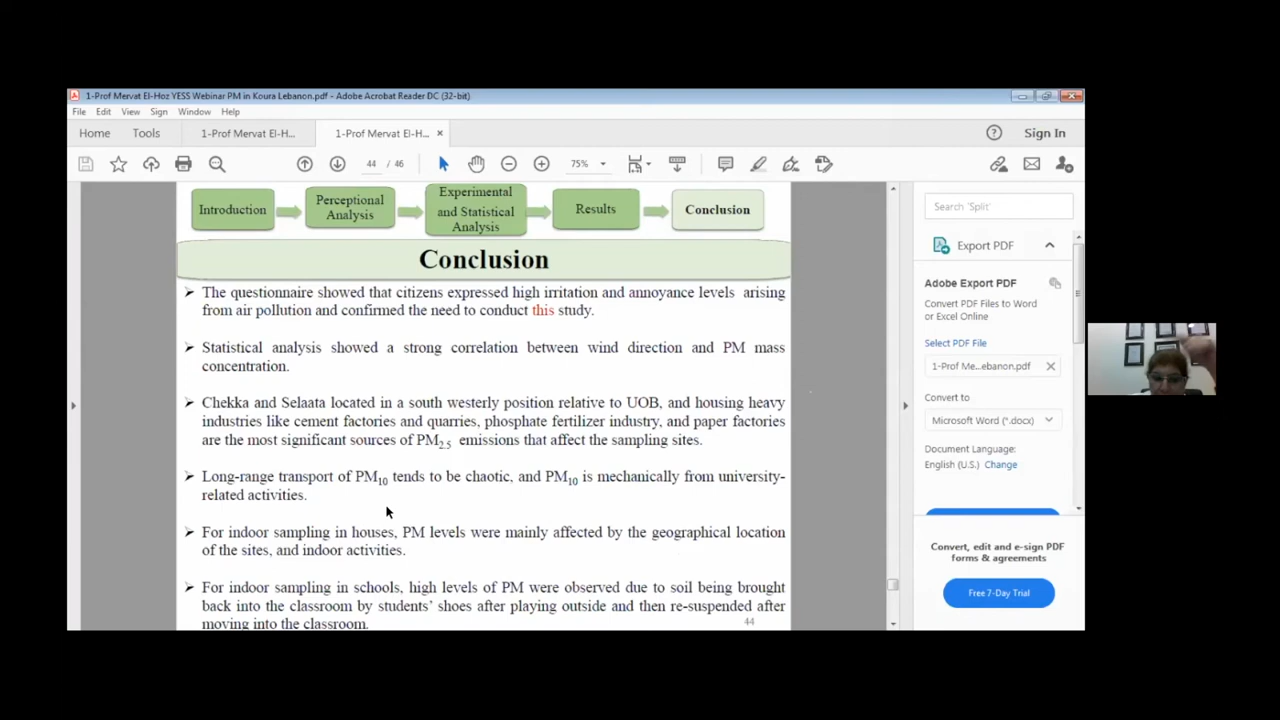 1-Prof Mervat El-Hoz YESS Webinar PM in Koura Lebanon.pdf - Adobe Acrobat Reader DC (32-bit)
File Edit View Sign Window Help
Home Tools 1-Prof Mervat El-H... 1-Prof Mervat El-H... Sign In
44 / 46 75%
Introduction
Perceptional
Analysis
Experimental
and Statistical
Analysis
Results
Conclusion
Conclusion
➤ The questionnaire showed that citizens expressed high irritation and annoyance levels arising
from air pollution and confirmed the need to conduct this study.
➤ Statistical analysis showed a strong correlation between wind direction and PM mass
concentration.
➤ Chekka and Selaata located in a south westerly position relative to UOB, and housing heavy
industries like cement factories and quarries, phosphate fertilizer industry, and paper factories
are the most significant sources of PM2.5 emissions that affect the sampling sites.
➤ Long-range transport of PM10 tends to be chaotic, and PM10 is mechanically from university-
related activities.
➤ For indoor sampling in houses, PM levels were mainly affected by the geographical location
of the sites, and indoor activities.
➤ For indoor sampling in schools, high levels of PM were observed due to soil being brought
back into the classroom by students' shoes after playing outside and then re-suspended after
moving into the classroom.
44
Search 'Split'
Export PDF
Adobe Export PDF
Convert PDF Files to Word
or Excel Online
Select PDF File
1-Prof Me...ebanon.pdf
Convert to
Microsoft Word (*.docx)
Document Language:
English (U.S.) Change
Convert, edit and e-sign PDF
forms & agreements
Free 7-Day Trial